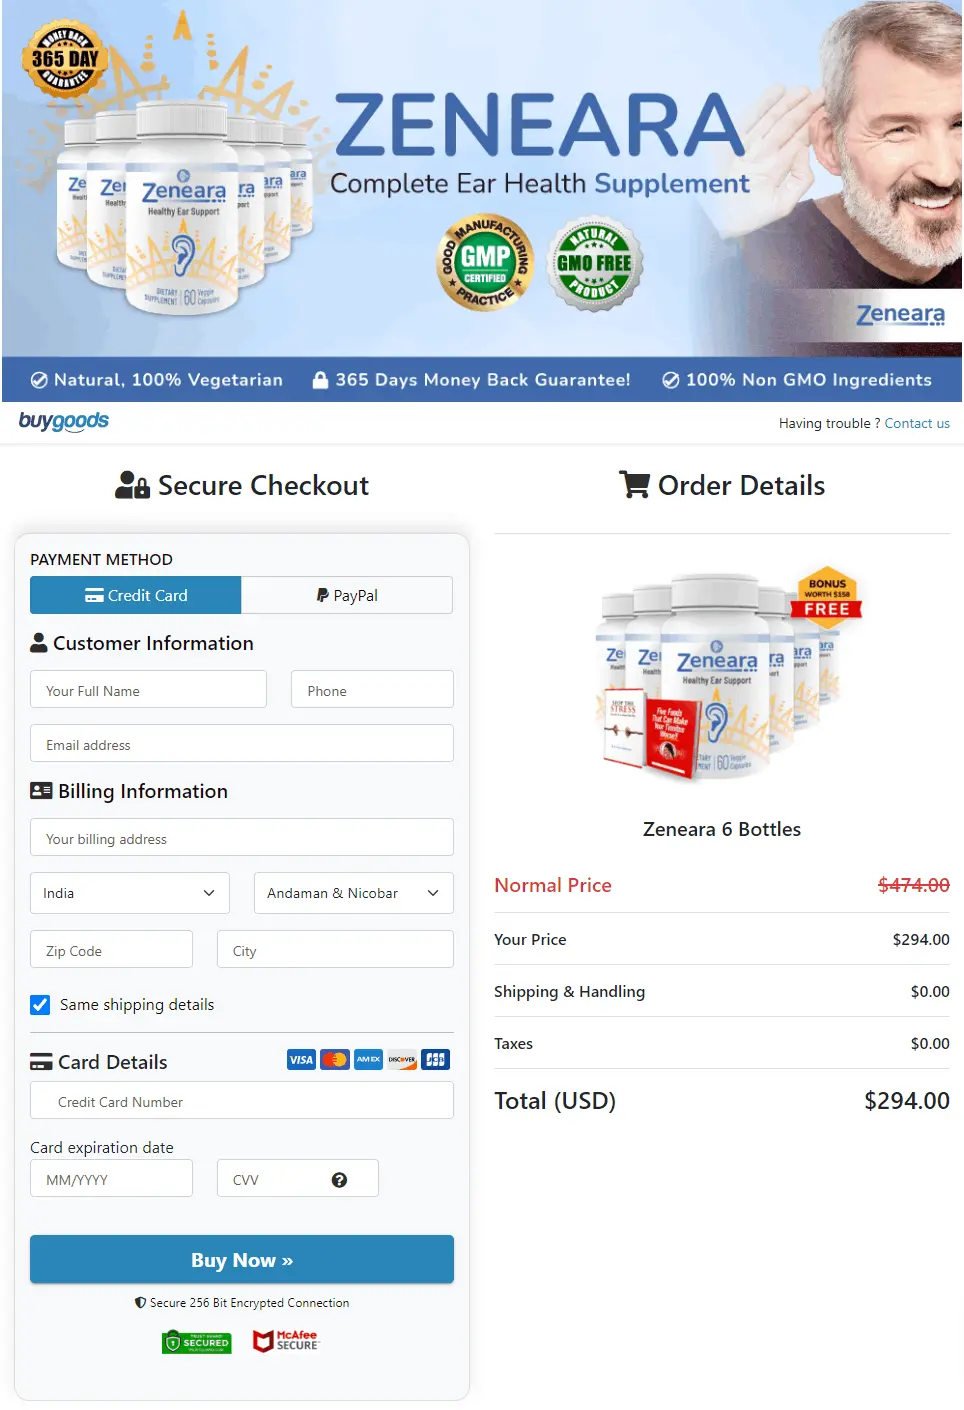 MONEY BACK
365 DAY
GUARANTEE
ZENEARA
Complete Ear Health Supplement
Zeneara
Healthy Ear Support
DIETARY SUPPLEMENT
60 Veggie Capsules
GOOD MANUFACTURING
GMP
CERTIFIED
PRACTICE
NATURAL
GMO FREE
PRODUCT
Zeneara
Natural, 100% Vegetarian
365 Days Money Back Guarantee!
100% Non GMO Ingredients
buygoods
Having trouble ? Contact us
Secure Checkout
PAYMENT METHOD
Credit Card
PayPal
Customer Information
Your Full Name
Phone
Email address
Billing Information
Your billing address
India
Andaman & Nicobar
Zip Code
City
Same shipping details
Card Details
VISA
AMEX
DISCOVER
JCB
Credit Card Number
Card expiration date
MM/YYYY
CVV
Buy Now »
Secure 256 Bit Encrypted Connection
TRUST GUARD
SECURED
McAfee
SECURE
Order Details
BONUS
WORTH $158
FREE
Zeneara
Healthy Ear Support
STOP THE
STRESS
Five Foods
That Can Make
Your Tinnitus
Worse!
60 Veggie Capsules
Zeneara 6 Bottles
Normal Price
$474.00
Your Price
$294.00
Shipping & Handling
$0.00
Taxes
$0.00
Total (USD)
$294.00